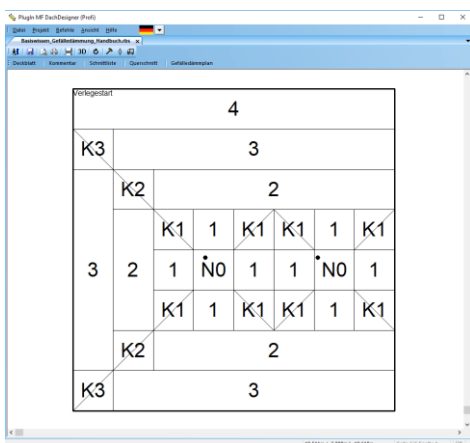 PlugIn MF DachDesigner (Profi)
Datei Projekt Befehle Ansicht Hilfe
Basiswissen_Gefälledämmung_Handbuch.dis x
3D
Deckblatt Kommentar Schnittliste Querschnitt Gefälledämmplan
Verlegestart
4
K3 3
K2 2
K1 1 K1 K1 1 K1
3 2 1 N0 1 1 N0 1
K1 1 K1 K1 1 K1
K2 2
K3 3